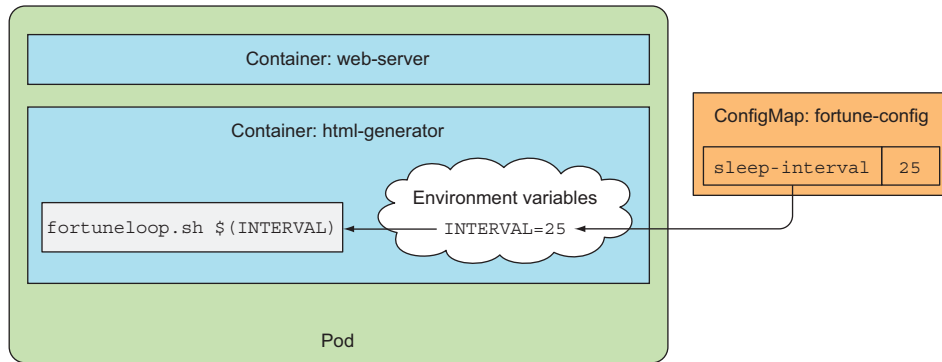 Container: web-server
Container: html-generator
Environment variables
fortuneloop.sh $(INTERVAL)
INTERVAL=25
Pod
ConfigMap: fortune-config
sleep-interval 25